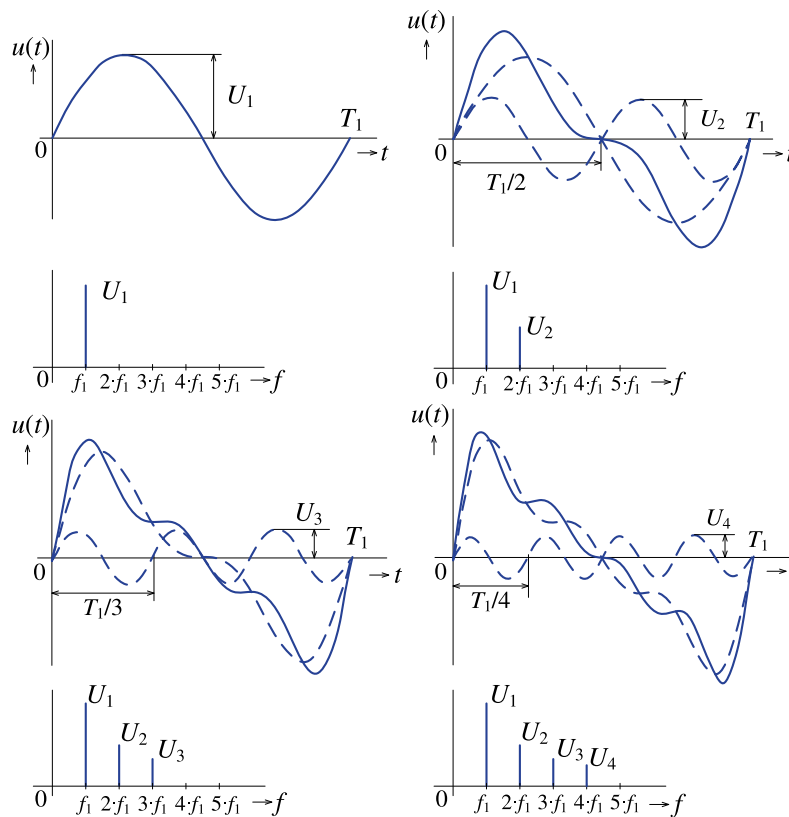 u(t)
U₁
T₁
0
→ t
U₁
0
f₁ 2·f₁ 3·f₁ 4·f₁ 5·f₁ → f
u(t)
U₂
T₁
0
→ t
T₁/2
U₁
U₂
0
f₁ 2·f₁ 3·f₁ 4·f₁ 5·f₁ → f
u(t)
U₃
T₁
0
→ t
T₁/3
U₁
U₂
U₃
0
f₁ 2·f₁ 3·f₁ 4·f₁ 5·f₁ → f
u(t)
U₄
T₁
0
→
T₁/4
U₁
U₂
U₃
U₄
0
f₁ 2·f₁ 3·f₁ 4·f₁ 5·f₁ → f